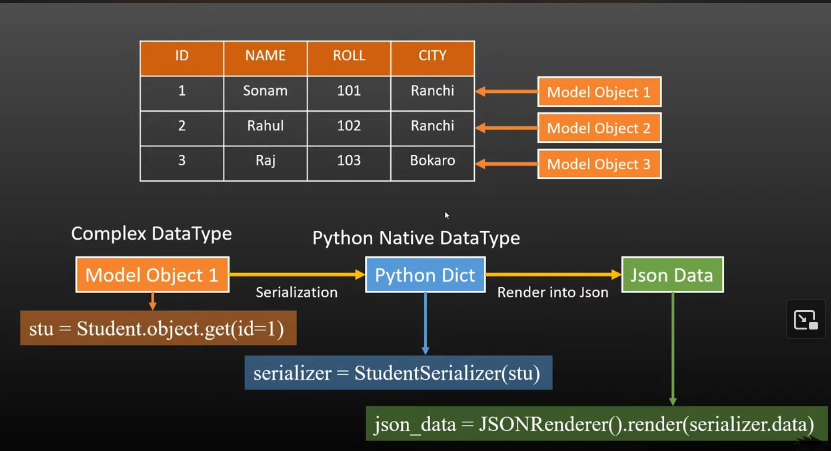 ID NAME ROLL CITY
1 Sonam 101 Ranchi
Model Object 1
2 Rahul 102 Ranchi
Model Object 2
3 Raj 103 Bokaro
Model Object 3
Complex DataType
Python Native DataType
Model Object 1
Serialization
Python Dict
Render into Json
Json Data
stu = Student.object.get(id=1)
serializer = StudentSerializer(stu)
json_data = JSONRenderer().render(serializer.data)